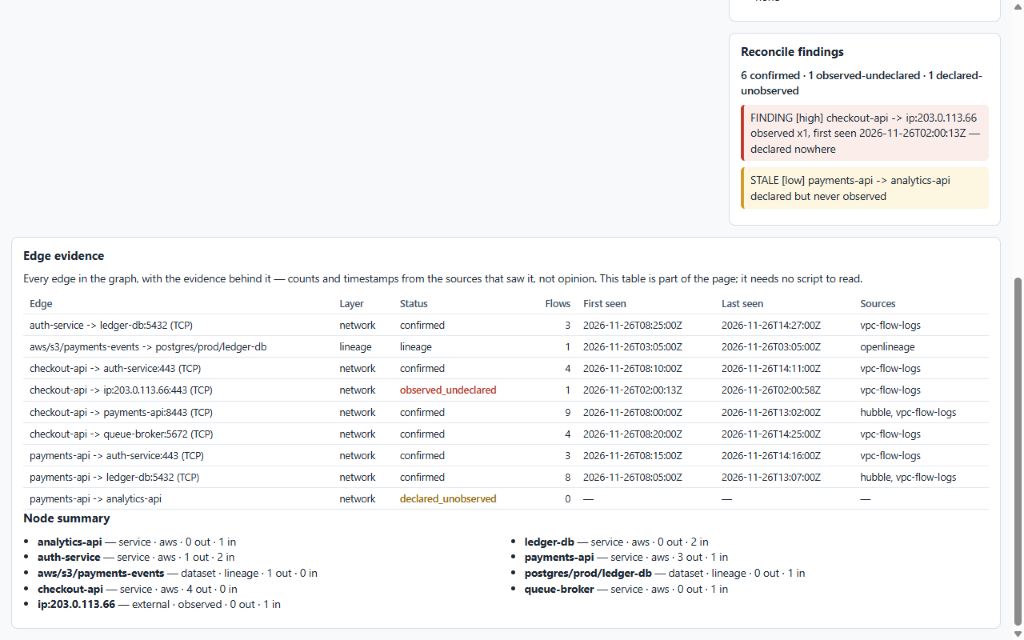 Reconcile findings
6 confirmed · 1 observed-undeclared · 1 declared-
unobserved
FINDING [high] checkout-api -> ip:203.0.113.66
observed x1, first seen 2026-11-26T02:00:13Z —
declared nowhere
STALE [low] payments-api -> analytics-api
declared but never observed
Edge evidence
Every edge in the graph, with the evidence behind it — counts and timestamps from the sources that saw it, not opinion. This table is part of the page; it needs no script to read.
Edge Layer Status Flows First seen Last seen Sources
auth-service -> ledger-db:5432 (TCP) network confirmed 3 2026-11-26T08:25:00Z 2026-11-26T14:27:00Z vpc-flow-logs
aws/s3/payments-events -> postgres/prod/ledger-db lineage lineage 1 2026-11-26T03:05:00Z 2026-11-26T03:05:00Z openlineage
checkout-api -> auth-service:443 (TCP) network confirmed 4 2026-11-26T08:10:00Z 2026-11-26T14:11:00Z vpc-flow-logs
checkout-api -> ip:203.0.113.66:443 (TCP) network observed_undeclared 1 2026-11-26T02:00:13Z 2026-11-26T02:00:58Z vpc-flow-logs
checkout-api -> payments-api:8443 (TCP) network confirmed 9 2026-11-26T08:00:00Z 2026-11-26T13:02:00Z hubble, vpc-flow-logs
checkout-api -> queue-broker:5672 (TCP) network confirmed 4 2026-11-26T08:20:00Z 2026-11-26T14:25:00Z vpc-flow-logs
payments-api -> auth-service:443 (TCP) network confirmed 3 2026-11-26T08:15:00Z 2026-11-26T14:16:00Z vpc-flow-logs
payments-api -> ledger-db:5432 (TCP) network confirmed 8 2026-11-26T08:05:00Z 2026-11-26T13:07:00Z hubble, vpc-flow-logs
payments-api -> analytics-api network declared_unobserved 0 — — —
Node summary
• analytics-api — service · aws · 0 out · 1 in
• auth-service — service · aws · 1 out · 2 in
• aws/s3/payments-events — dataset · lineage · 1 out · 0 in
• checkout-api — service · aws · 4 out · 0 in
• ip:203.0.113.66 — external · observed · 0 out · 1 in
• ledger-db — service · aws · 0 out · 2 in
• payments-api — service · aws · 3 out · 1 in
• postgres/prod/ledger-db — dataset · lineage · 0 out · 1 in
• queue-broker — service · aws · 0 out · 1 in